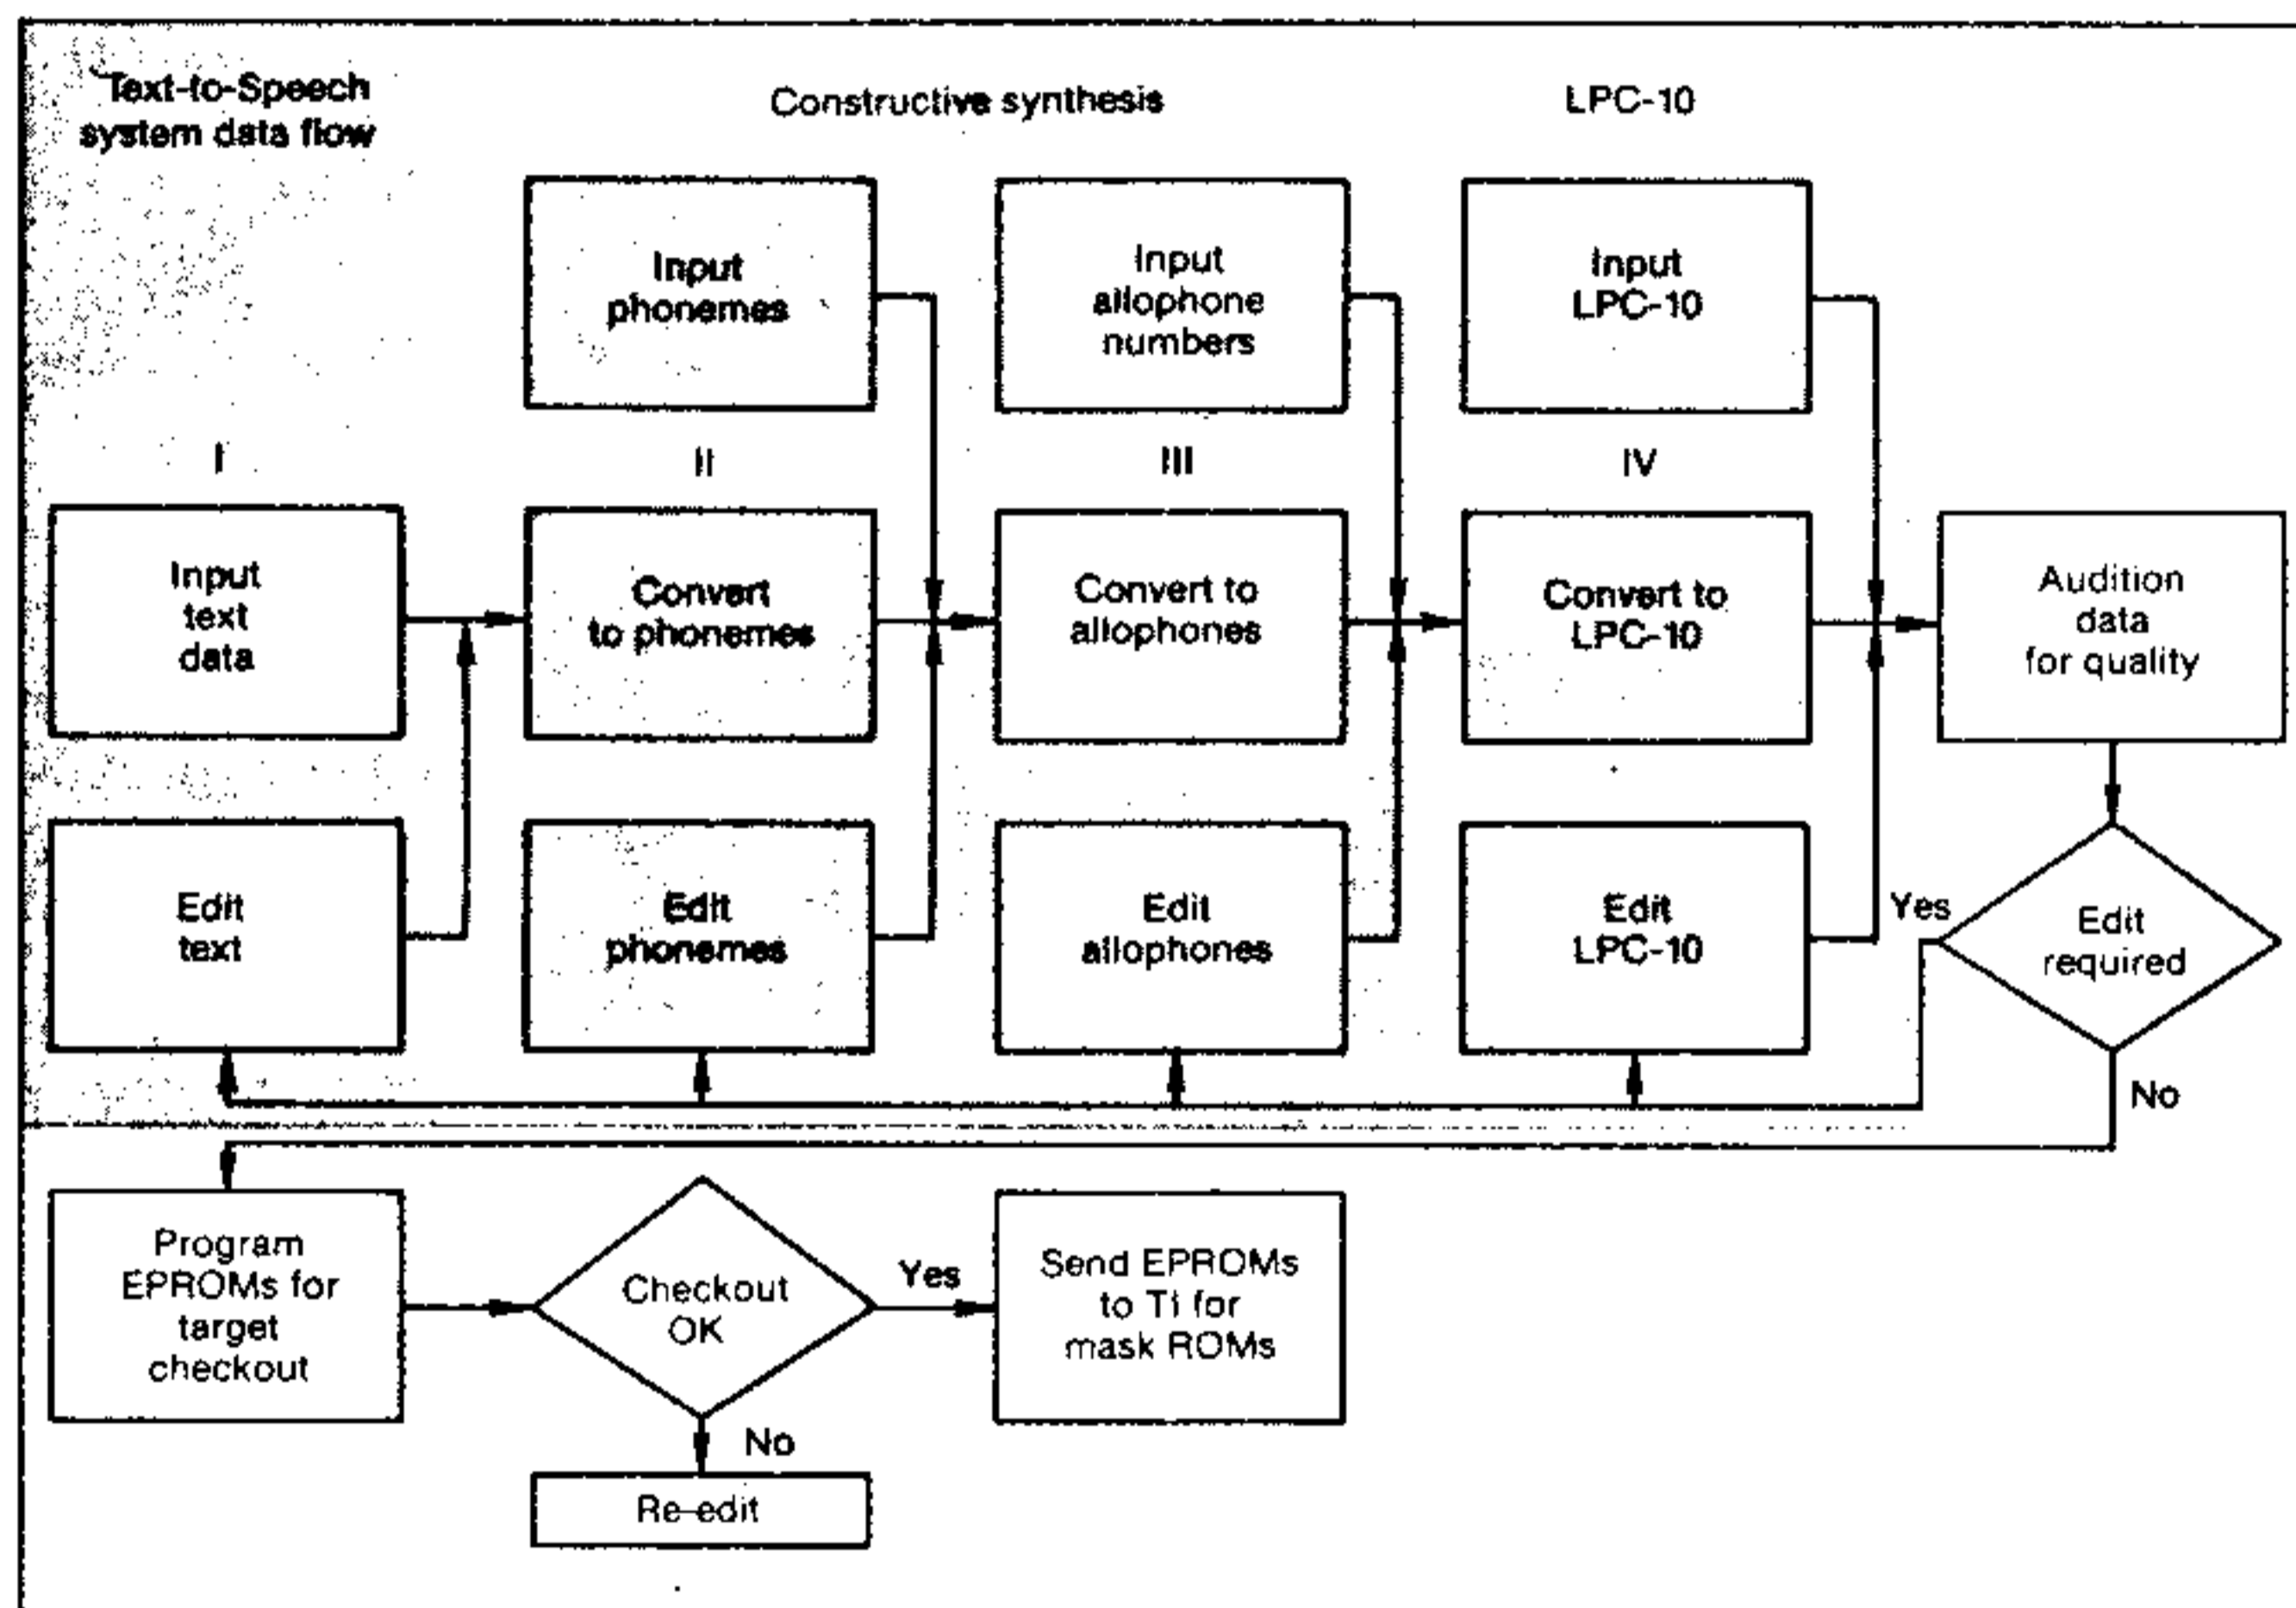 Text-to-Speech
system data flow
Constructive synthesis
LPC-10
Input
phonemes
Input
allophone
numbers
Input
LPC-10
I
II
III
IV
Input
text
data
Convert
to phonemes
Convert to
allophones
Convert to
LPC-10
Audition
data
for quality
Edit
text
Edit
phonemes
Edit
allophones
Edit
LPC-10
Yes
Edit
required
No
Program
EPROMs for
target
checkout
Checkout
OK
Yes
Send EPROMs
to TI for
mask ROMs
No
Re-edit